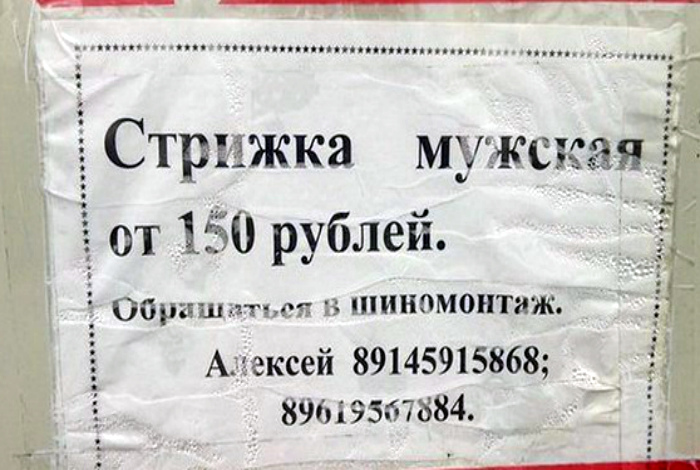 Стрижка мужская
от 150 рублей.
Обращаться в шиномонтаж.
Алексей 89145915868;
89619567884.